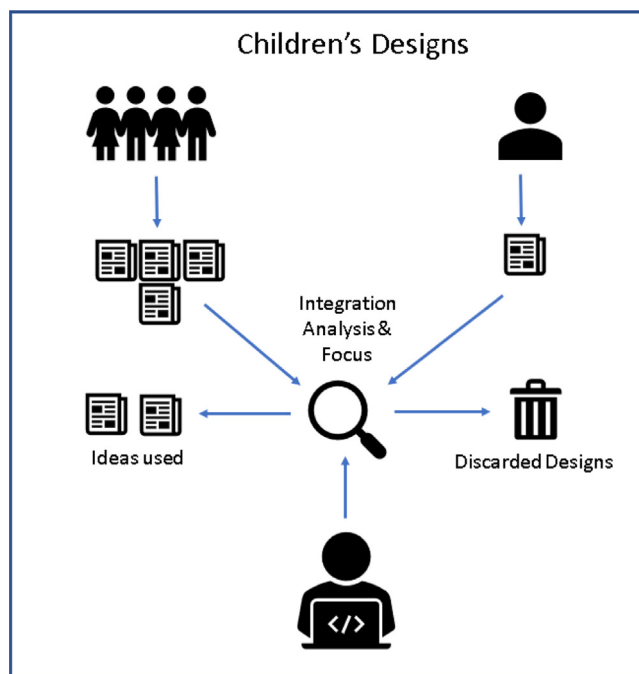 Children's Designs
Integration
Analysis &
Focus
Ideas used
Discarded Designs
</>